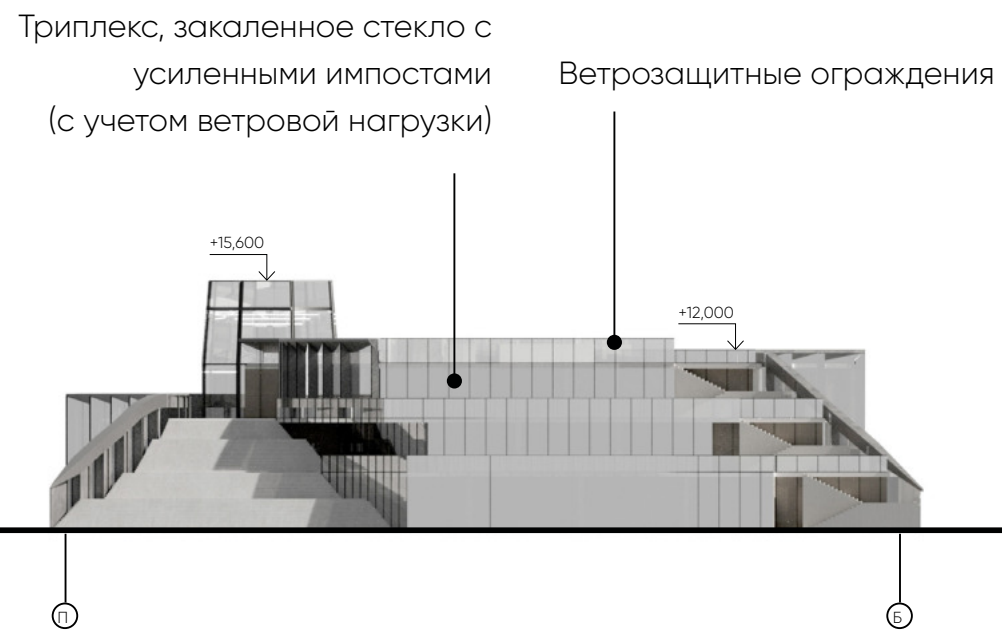 Триплекс, закаленное стекло с
усиленными импостами
(с учетом ветровой нагрузки)
Ветрозащитные ограждения
+15,600
+12,000
П
Б